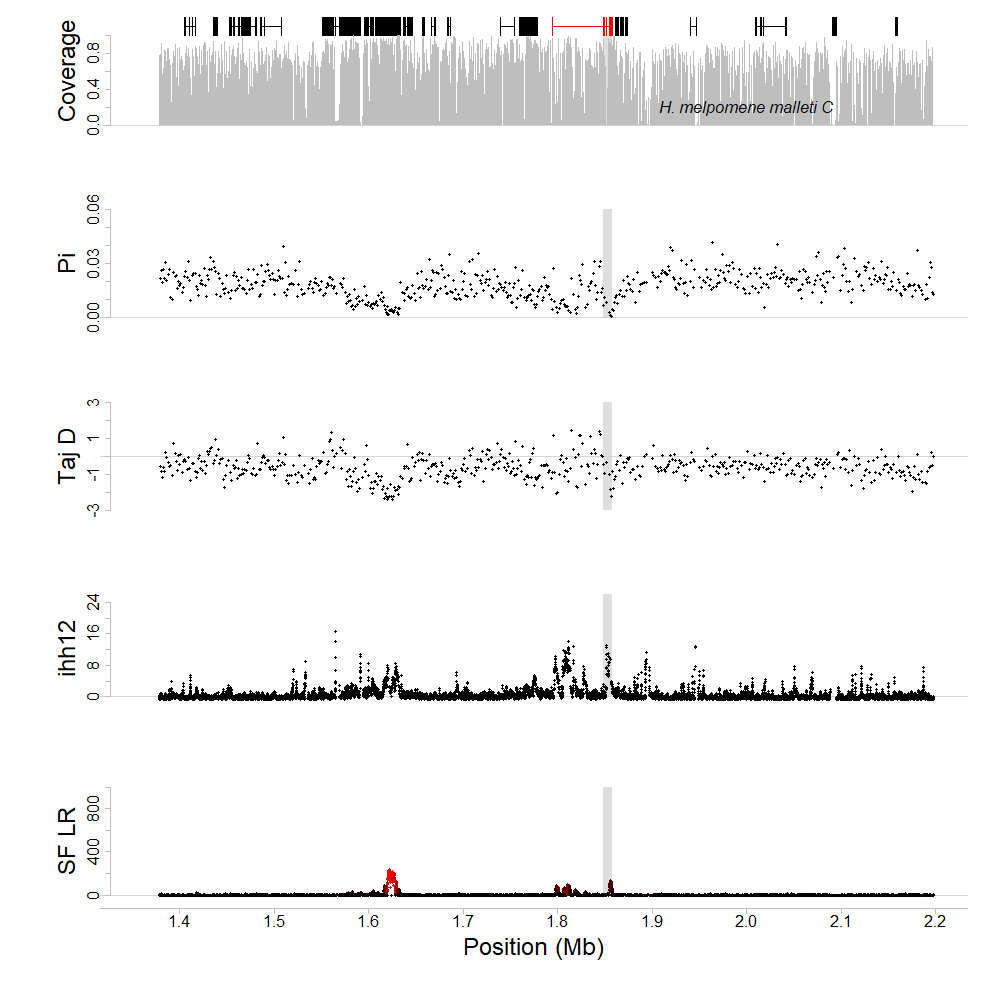 Coverage
0.0 0.4 0.8
H. melpomene malleti C
Pi
0.00 0.03 0.06
Taj D
-3 -1 1 3
ihh12
0 8 16 24
SF LR
0 400 800
1.4 1.5 1.6 1.7 1.8 1.9 2.0 2.1 2.2
Position (Mb)